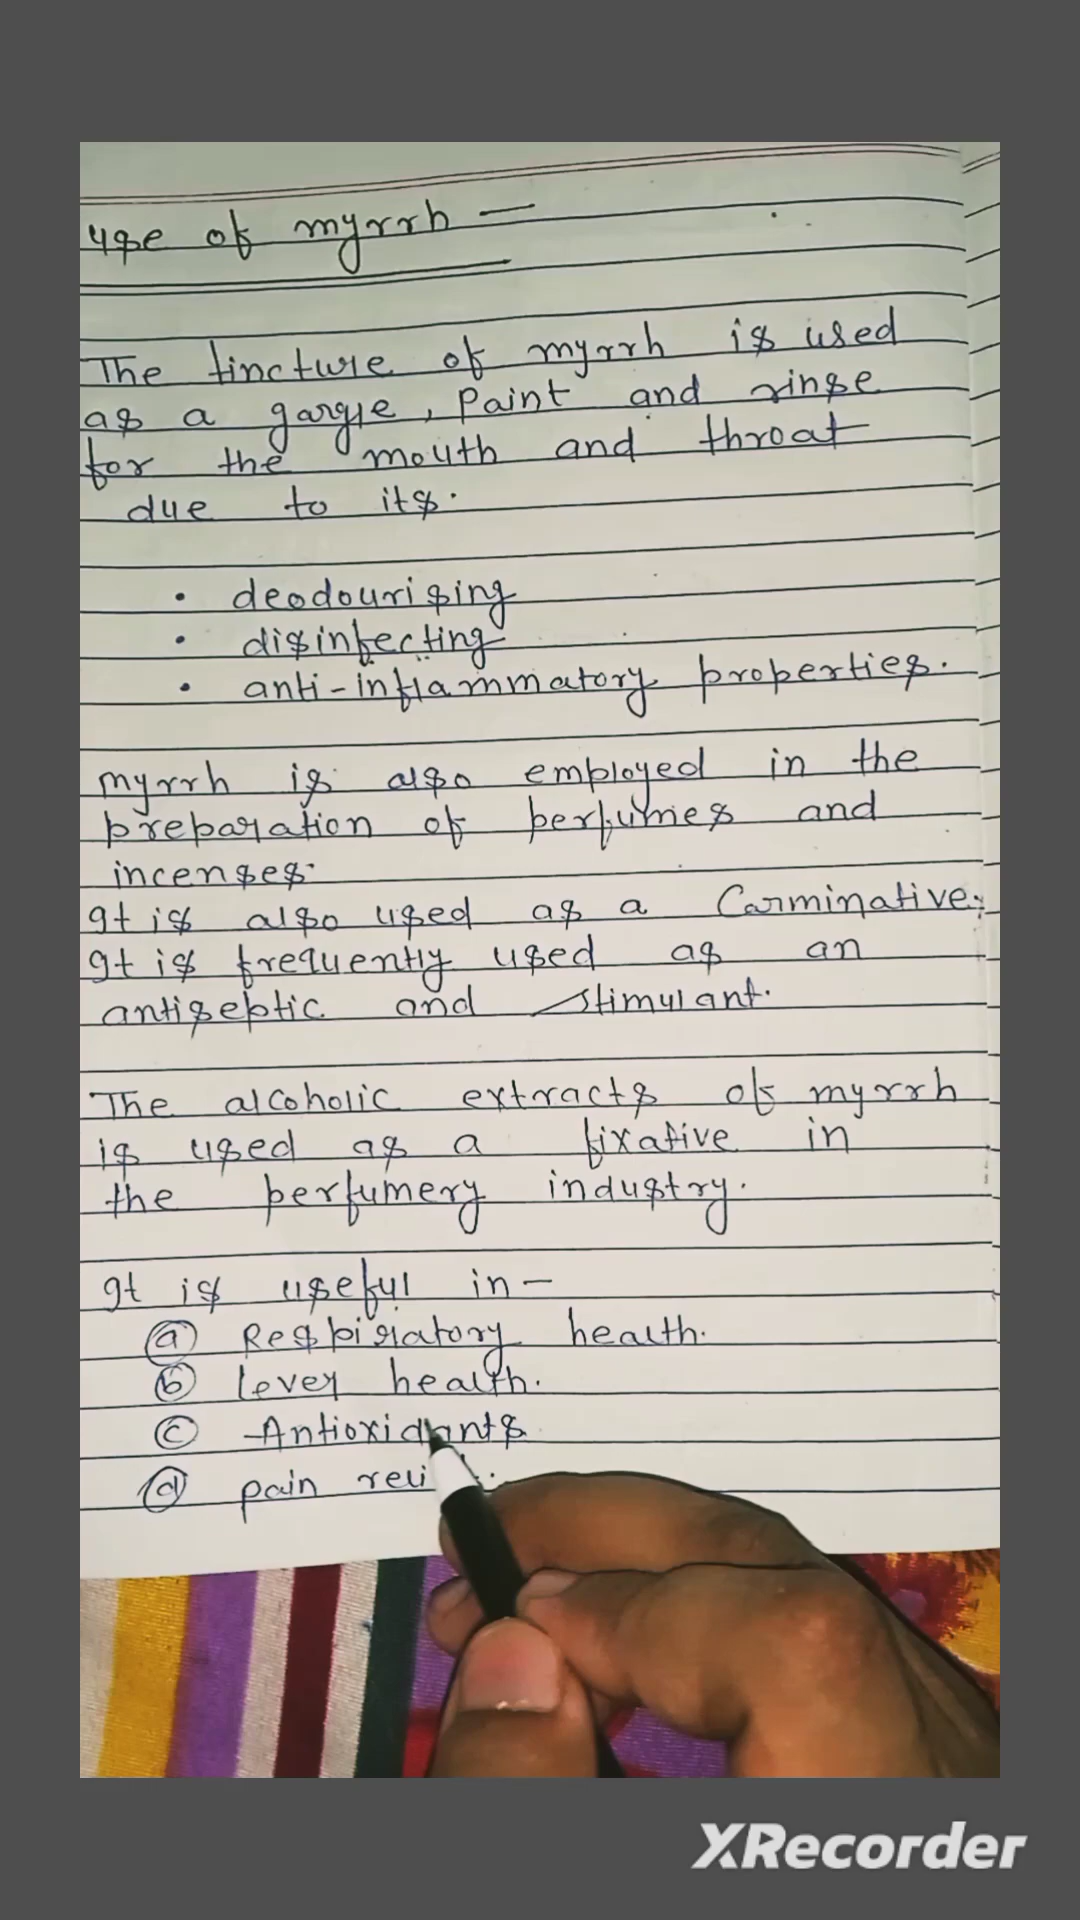 use of myrrh —
The tincture of myrrh is used
as a gargle, Paint and rinse
for the mouth and throat
due to its.
• deodourising
• disinfecting
• anti-inflammatory properties.
myrrh is also employed in the
preparation of perfumes and
incenses.
It is also used as a Carminative.
It is frequently used as an
antiseptic and stimulant.
The alcoholic extracts of myrrh
is used as a fixative in
the perfumery industry.
It is useful in —
(a) Respiratory health.
(b) lever health.
(c) Antioxidants
(d) pain reli
XRecorder